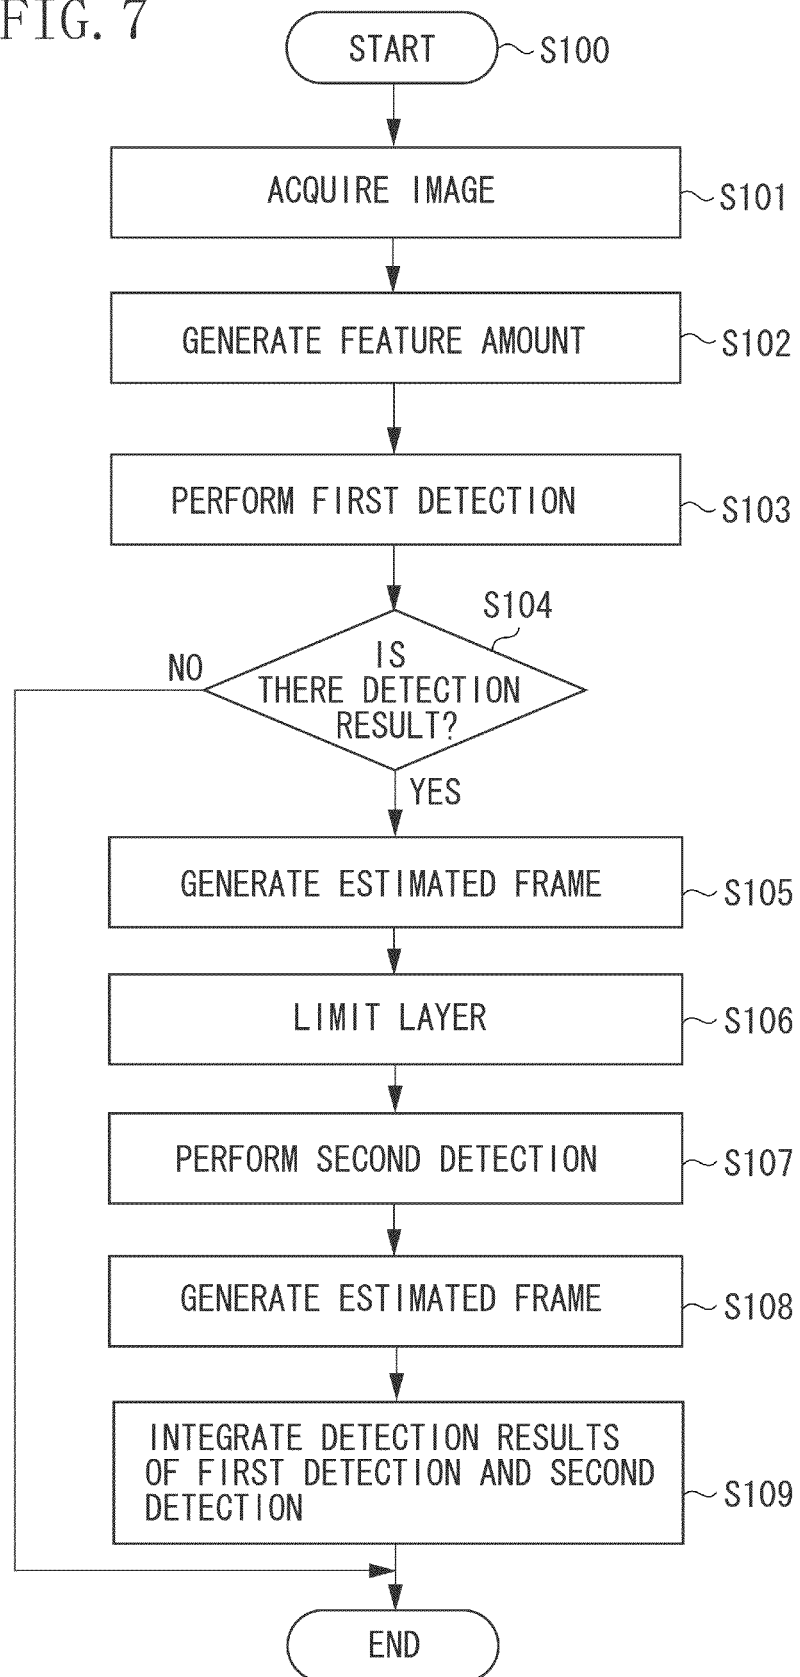 FIG. 7
START
S100
ACQUIRE IMAGE
S101
GENERATE FEATURE AMOUNT
S102
PERFORM FIRST DETECTION
S103
S104
IS
THERE DETECTION
RESULT?
NO
YES
GENERATE ESTIMATED FRAME
S105
LIMIT LAYER
S106
PERFORM SECOND DETECTION
S107
GENERATE ESTIMATED FRAME
S108
INTEGRATE DETECTION RESULTS
OF FIRST DETECTION AND SECOND
DETECTION
S109
END